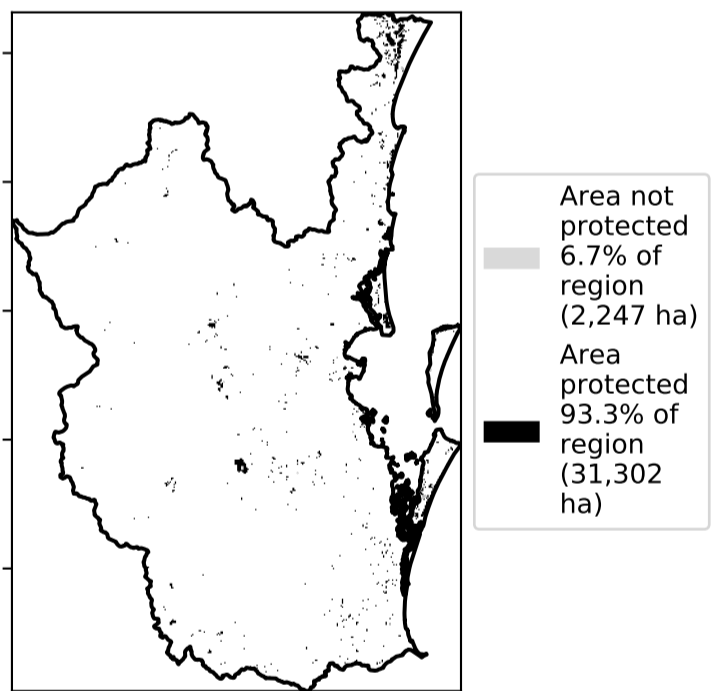 Area not
protected
6.7% of
region
(2,247 ha)
Area
protected
93.3% of
region
(31,302
ha)